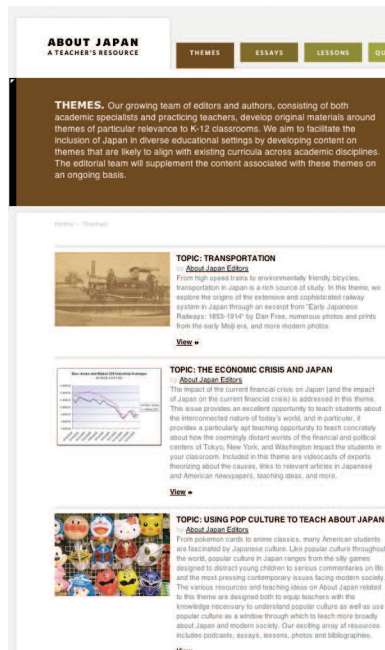 ABOUT JAPAN
A TEACHER'S RESOURCE
THEMES
ESSAYS
LESSONS
QU
THEMES. Our growing team of editors and authors, consisting of both
academic specialists and practicing teachers, develop original materials around
themes of particular relevance to K-12 classrooms. We aim to facilitate the
inclusion of Japan in diverse educational settings by developing content on
themes that are likely to align with existing curricula across academic disciplines.
The editorial team will supplement the content associated with these themes on
an ongoing basis.
Home > Themes
TOPIC: TRANSPORTATION
by About Japan Editors
From high speed trains to environmentally friendly bicycles,
transportation in Japan is a rich source of study. In this theme, we
explore the origins of the extensive and sophisticated railway
system in Japan through an excerpt from "Early Japanese
Railways: 1853-1914" by Dan Free, numerous photos and prints
from the early Meiji era, and more modern photos.
View »
TOPIC: THE ECONOMIC CRISIS AND JAPAN
by About Japan Editors
The impact of the current financial crisis on Japan (and the impact
of Japan on the current financial crisis) is addressed in this theme.
This issue provides an excellent opportunity to teach students about
the interconnected nature of today's world, and in particular, it
provides a particularly apt teaching opportunity to teach concretely
about how the seemingly distant worlds of the financial and political
centers of Tokyo, New York, and Washington impact the students in
your classroom. Included in this theme are videocasts of experts
theorizing about the causes, links to relevant articles in Japanese
and American newspapers, teaching ideas, and more.
View »
TOPIC: USING POP CULTURE TO TEACH ABOUT JAPAN
by About Japan Editors
From pokemon cards to anime classics, many American students
are fascinated by Japanese culture. Like popular culture throughout
the world, popular culture in Japan ranges from the silly games
designed to distract young children to serious commentaries on life
and the most pressing contemporary issues facing modern society.
The various resources and teaching ideas on About Japan related
to this theme are designed both to equip teachers with the
knowledge necessary to understand popular culture as well as use
popular culture as a window through which to teach more broadly
about Japan and modern society. Our exciting array of resources
includes podcasts, essays, lessons, photos and bibliographies.
View